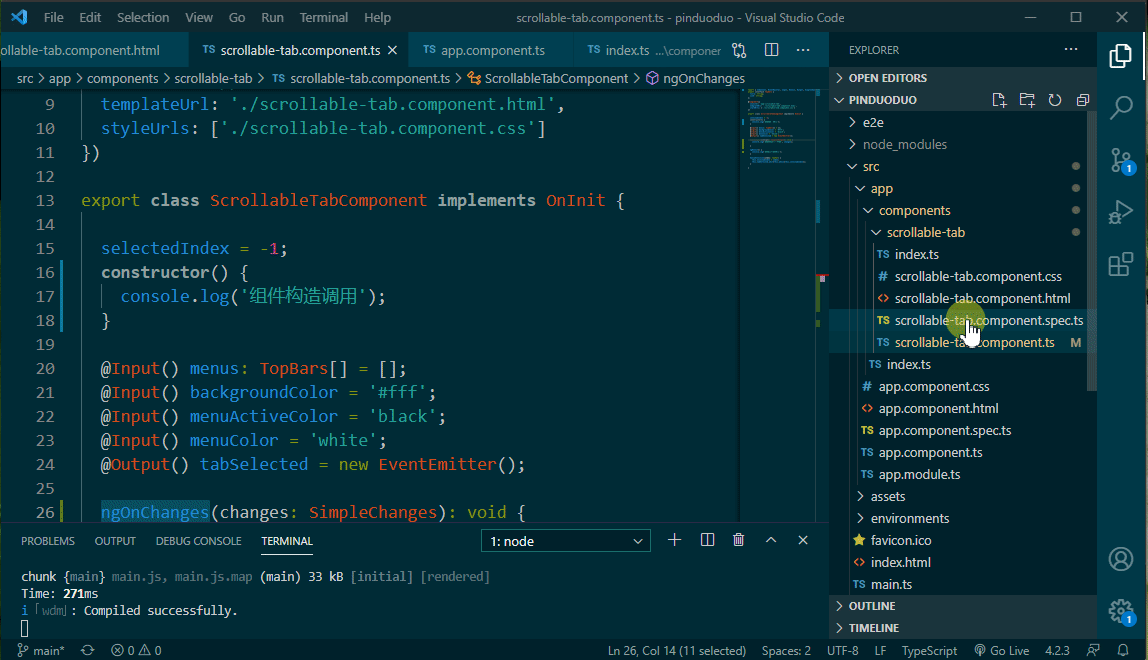 File Edit Selection View Go Run Terminal Help
scrollable-tab.component.ts - pinduoduo - Visual Studio Code
ollable-tab.component.html
TS scrollable-tab.component.ts
TS app.component.ts
TS index.ts ...\componer
src > app > components > scrollable-tab > TS scrollable-tab.component.ts > ScrollableTabComponent > ngOnChanges
9 templateUrl: './scrollable-tab.component.html',
10 styleUrls: ['./scrollable-tab.component.css']
11 })
12
13 export class ScrollableTabComponent implements OnInit {
14
15 selectedIndex = -1;
16 constructor() {
17 console.log('组件构造调用');
18 }
19
20 @Input() menus: TopBars[] = [];
21 @Input() backgroundColor = '#fff';
22 @Input() menuActiveColor = 'black';
23 @Input() menuColor = 'white';
24 @Output() tabSelected = new EventEmitter();
25
26 ngOnChanges(changes: SimpleChanges): void {
PROBLEMS OUTPUT DEBUG CONSOLE TERMINAL
1: node
chunk {main} main.js, main.js.map (main) 33 kB [initial] [rendered]
Time: 271ms
i ｢wdm｣: Compiled successfully.
EXPLORER
OPEN EDITORS
PINDUODUO
e2e
node_modules
src
app
components
scrollable-tab
TS index.ts
# scrollable-tab.component.css
<> scrollable-tab.component.html
TS scrollable-tab.component.spec.ts
TS scrollable-tab.component.ts M
TS index.ts
# app.component.css
<> app.component.html
TS app.component.spec.ts
TS app.component.ts
TS app.module.ts
assets
environments
favicon.ico
<> index.html
TS main.ts
OUTLINE
TIMELINE
1
1
main* 0 0
Ln 26, Col 14 (11 selected) Spaces: 2 UTF-8 LF TypeScript Go Live 4.2.3